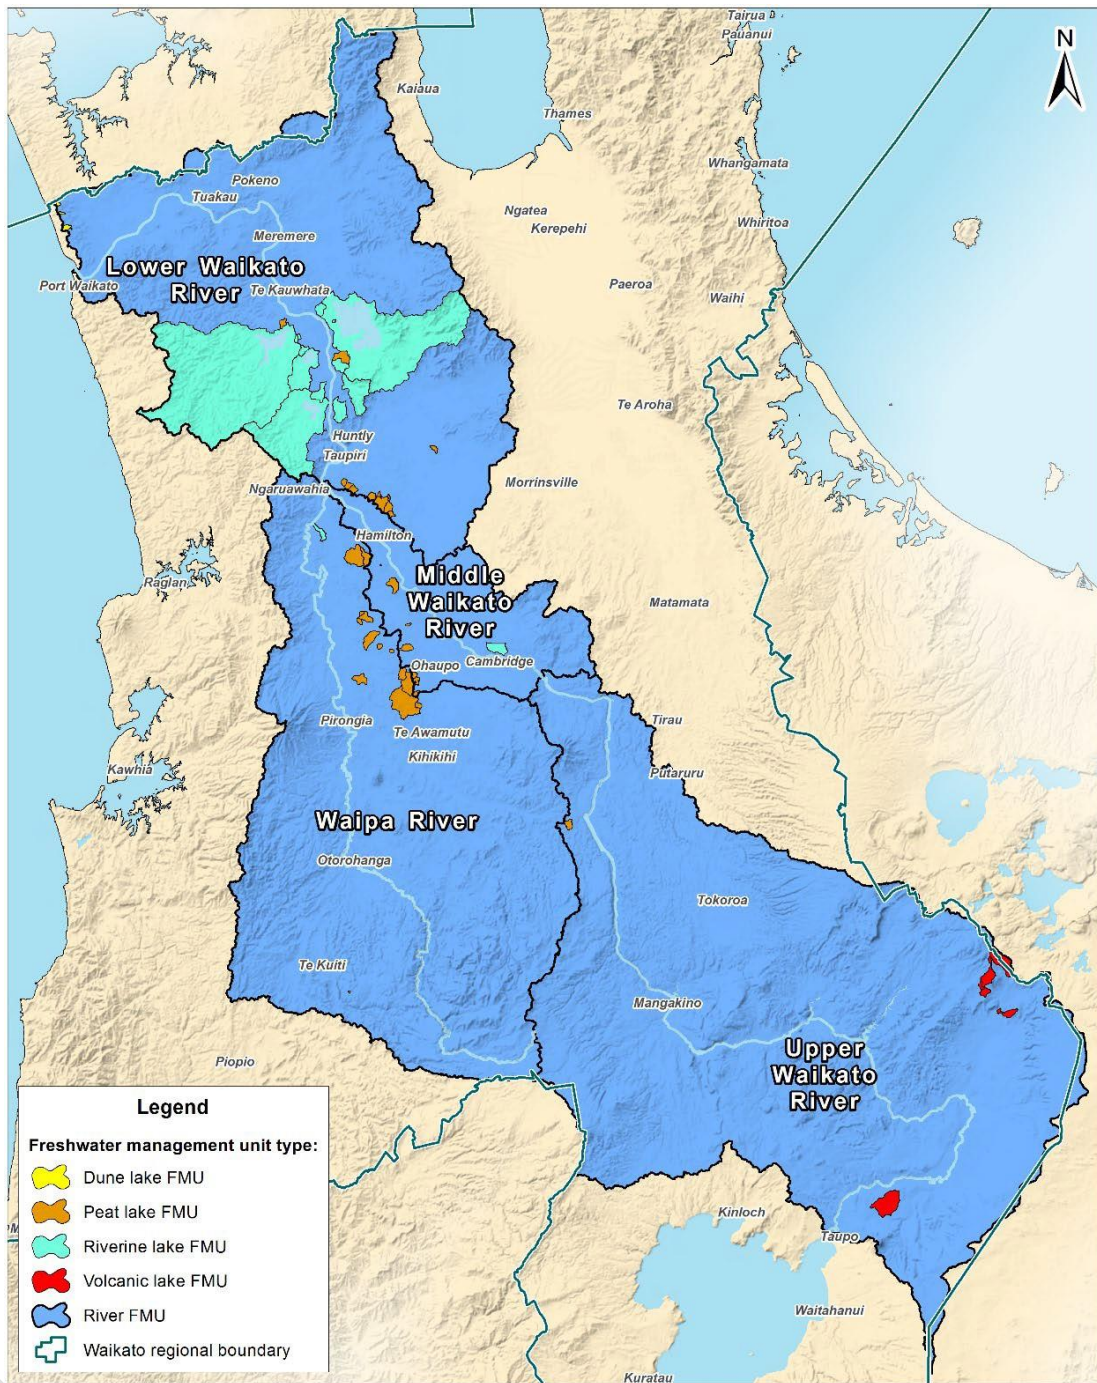 Tairua
Pauanui
N
Kaiaua
Thames
Whangamata
Pokeno
Tuakau
Ngatea
Kerepehi
Whiritoa
Meremere
Lower Waikato
River
Port Waikato
Te Kauwhata
Paeroa
Waihi
Te Aroha
Huntly
Taupiri
Ngaruawahia
Morrinsville
Hamilton
Raglan
Middle
Waikato
River
Matamata
Ohaupo
Cambridge
Pirongia
Te Awamutu
Kihikihi
Tirau
Kawhia
Putaruru
Waipa River
Otorohanga
Tokoroa
Te Kuiti
Mangakino
Piopio
Upper
Waikato
River
Kinloch
Taupo
Waitahanui
Kuratau
Legend
Freshwater management unit type:
Dune lake FMU
Peat lake FMU
Riverine lake FMU
Volcanic lake FMU
River FMU
Waikato regional boundary